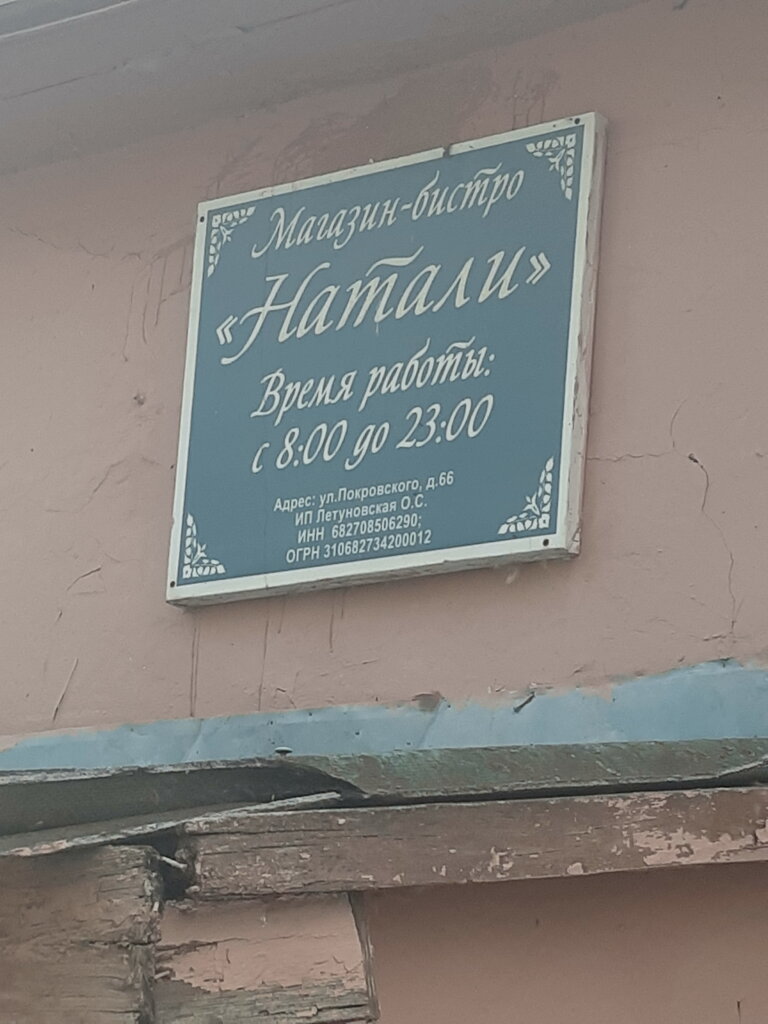 Магазин-бистро
«Натали»
Время работы:
с 8:00 до 23:00
Адрес: ул.Покровского, д.66
ИП Летуновская О.С.
ИНН 682708506290;
ОГРН 310682734200012